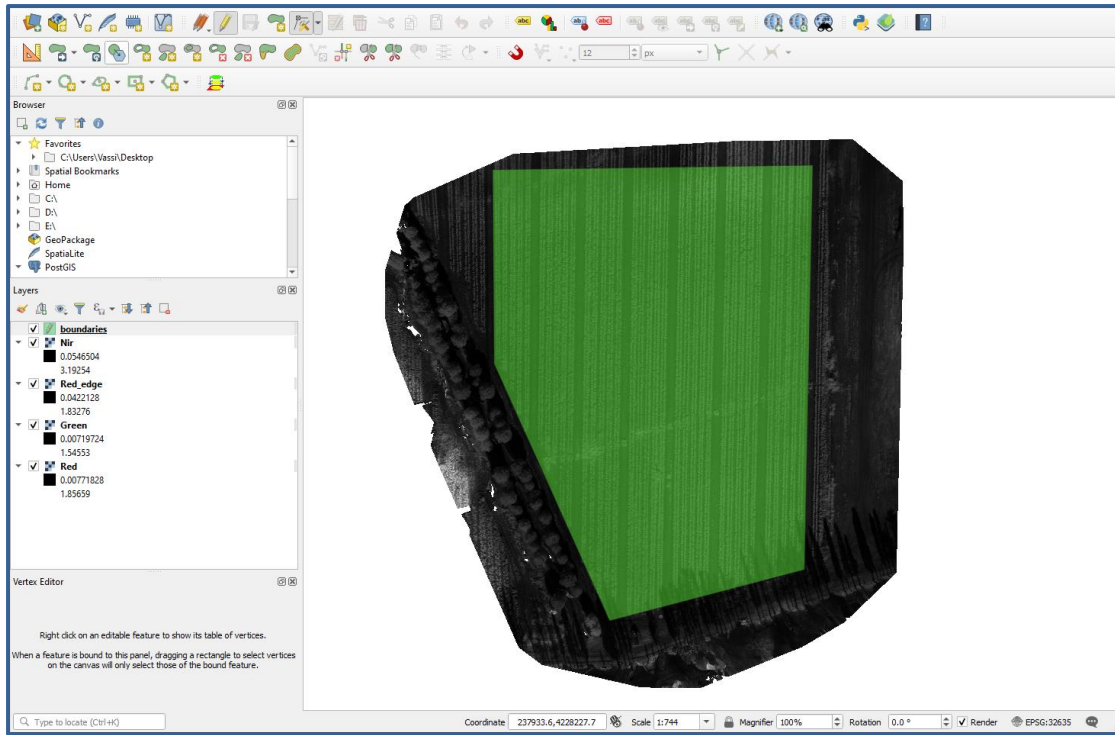 abc
abc
abc
12
px
Browser
Favorites
C:\Users\Vassi\Desktop
Spatial Bookmarks
Home
C:\
D:\
E:\
GeoPackage
SpatiaLite
PostGIS
Layers
boundaries
Nir
0.0546504
3.19254
Red_edge
0.0422128
1.83276
Green
0.00719724
1.54553
Red
0.00771828
1.85659
Vertex Editor
Right click on an editable feature to show its table of vertices.
When a feature is bound to this panel, dragging a rectangle to select vertices
on the canvas will only select those of the bound feature.
Type to locate (Ctrl+K)
Coordinate 237933.6,4228227.7 Scale 1:744 Magnifier 100% Rotation 0.0 ° Render EPSG:32635